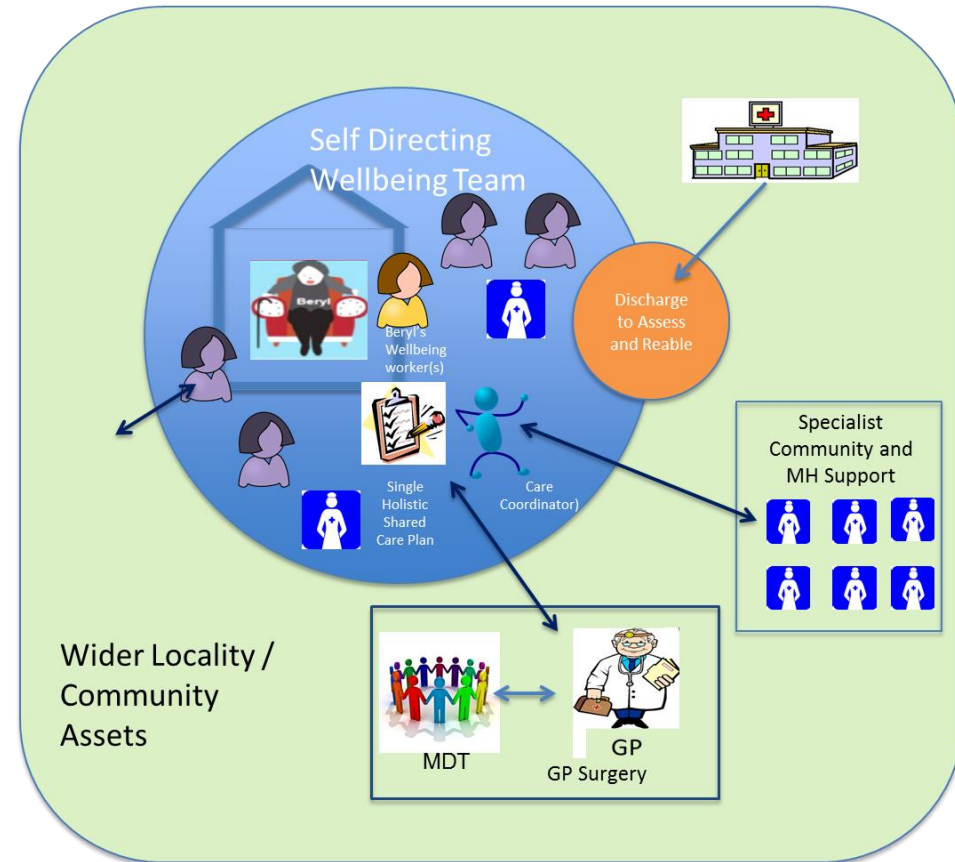 Self Directing
Wellbeing Team
Beryl
Beryl's
Wellbeing
worker(s)
Discharge
to Assess
and Reable
Single
Holistic
Shared
Care Plan
Care
Coordinator)
Specialist
Community and
MH Support
Wider Locality /
Community
Assets
MDT
GP
GP Surgery